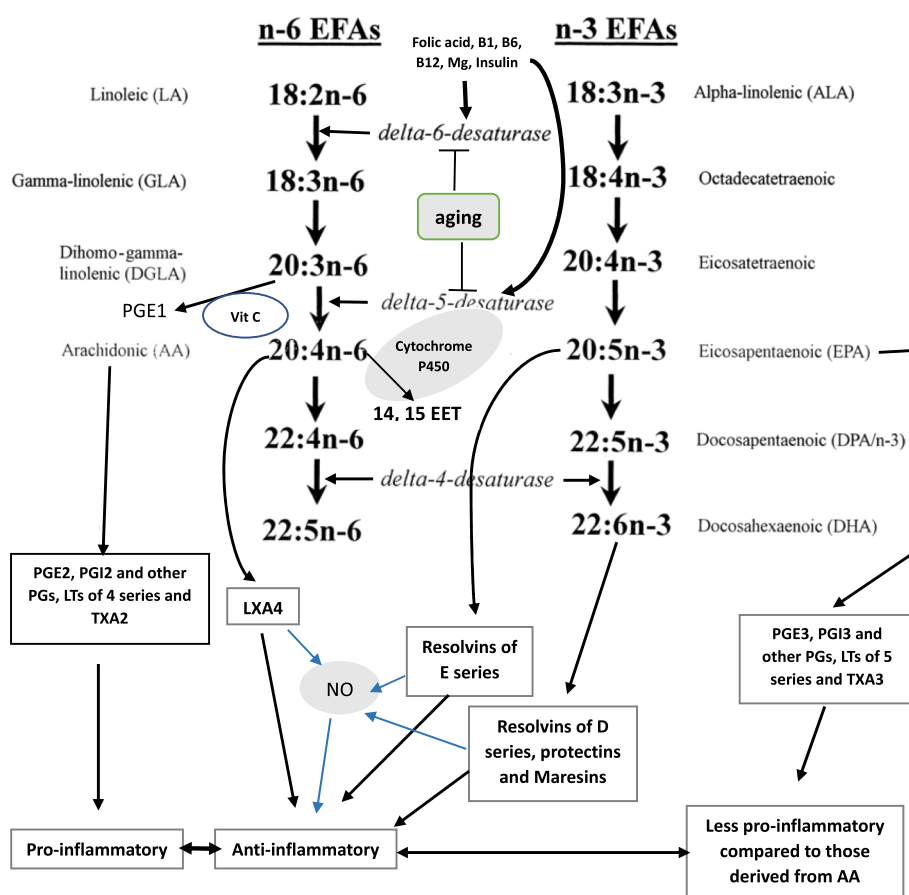 n-6 EFAs
n-3 EFAs
Folic acid, B1, B6,
B12, Mg, Insulin
Linoleic (LA)
18:2n-6
18:3n-3
Alpha-linolenic (ALA)
delta-6-desaturase
Gamma-linolenic (GLA)
18:3n-6
18:4n-3
Octadecatetraenoic
aging
Dihomo-gamma-
linolenic (DGLA)
20:3n-6
20:4n-3
Eicosatetraenoic
PGE1
Vit C
delta-5-desaturase
Arachidonic (AA)
20:4n-6
Cytochrome
P450
20:5n-3
Eicosapentaenoic (EPA)
14, 15 EET
22:4n-6
22:5n-3
Docosapentaenoic (DPA/n-3)
delta-4-desaturase
22:5n-6
22:6n-3
Docosahexaenoic (DHA)
PGE2, PGI2 and other
PGs, LTs of 4 series and
TXA2
LXA4
Resolvins of
E series
PGE3, PGI3 and
other PGs, LTs of 5
series and TXA3
NO
Resolvins of D
series, protectins
and Maresins
Pro-inflammatory
Anti-inflammatory
Less pro-inflammatory
compared to those
derived from AA